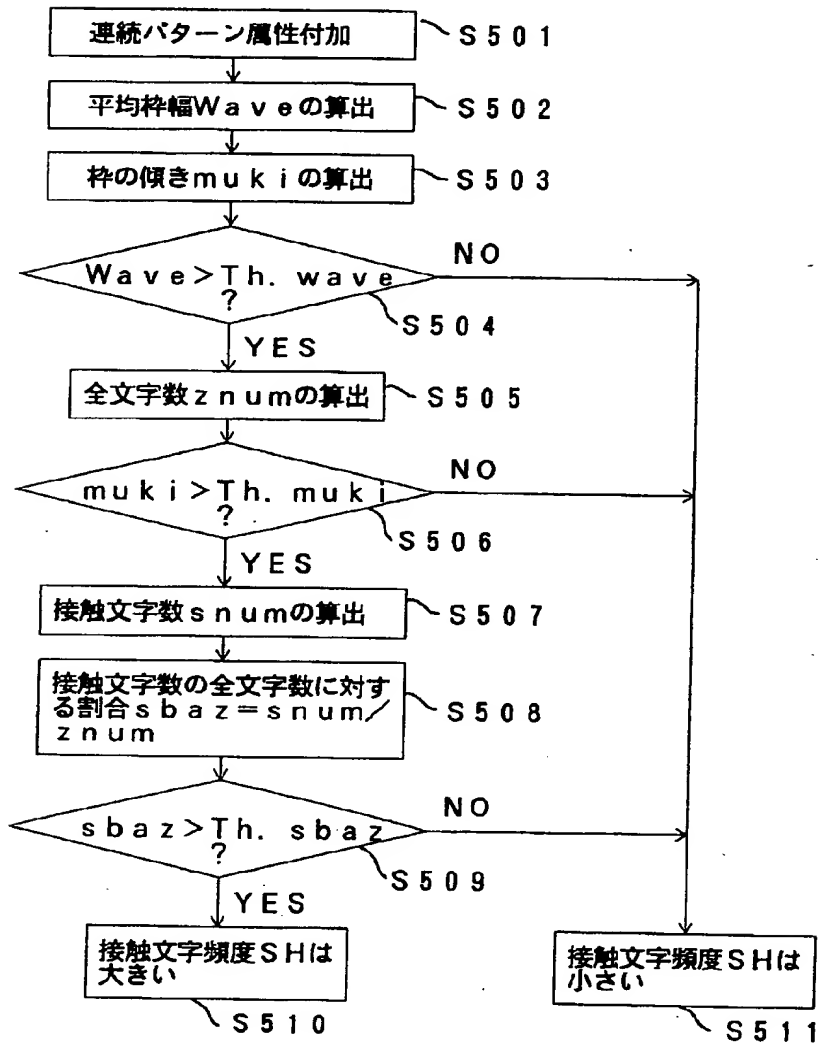 連続パターン属性付加
S501
平均枠幅Waveの算出
S502
枠の傾きmukiの算出
S503
Wave>Th. wave
?
NO
S504
YES
全文字数znumの算出
S505
muki>Th. muki
?
NO
S506
YES
接触文字数snumの算出
S507
接触文字数の全文字数に対す
る割合sbaz=snum/
znum
S508
sbaz>Th. sbaz
?
NO
S509
YES
接触文字頻度SHは
大きい
S510
接触文字頻度SHは
小さい
S511